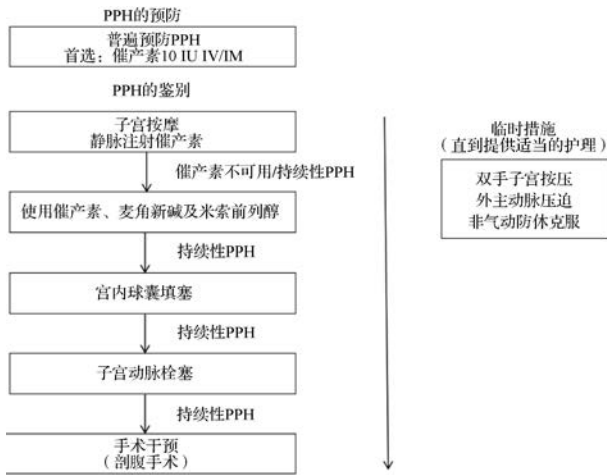 PPH的预防
普遍预防PPH
首选：催产素10 IU IV/IM
PPH的鉴别
子宫按摩
静脉注射催产素
催产素不可用/持续性PPH
使用催产素、麦角新碱及米索前列醇
持续性PPH
宫内球囊填塞
持续性PPH
子宫动脉栓塞
持续性PPH
手术干预
（剖腹手术）
临时措施
（直到提供适当的护理）
双手子宫按压
外主动脉压迫
非气动防休克服